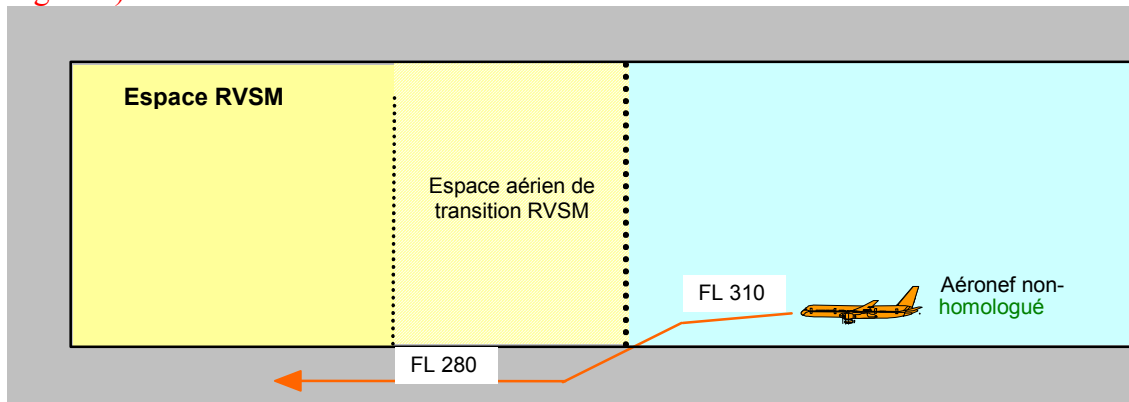 Espace RVSM
Espace aérien de
transition RVSM
FL 310
Aéronef non-
homologué
FL 280